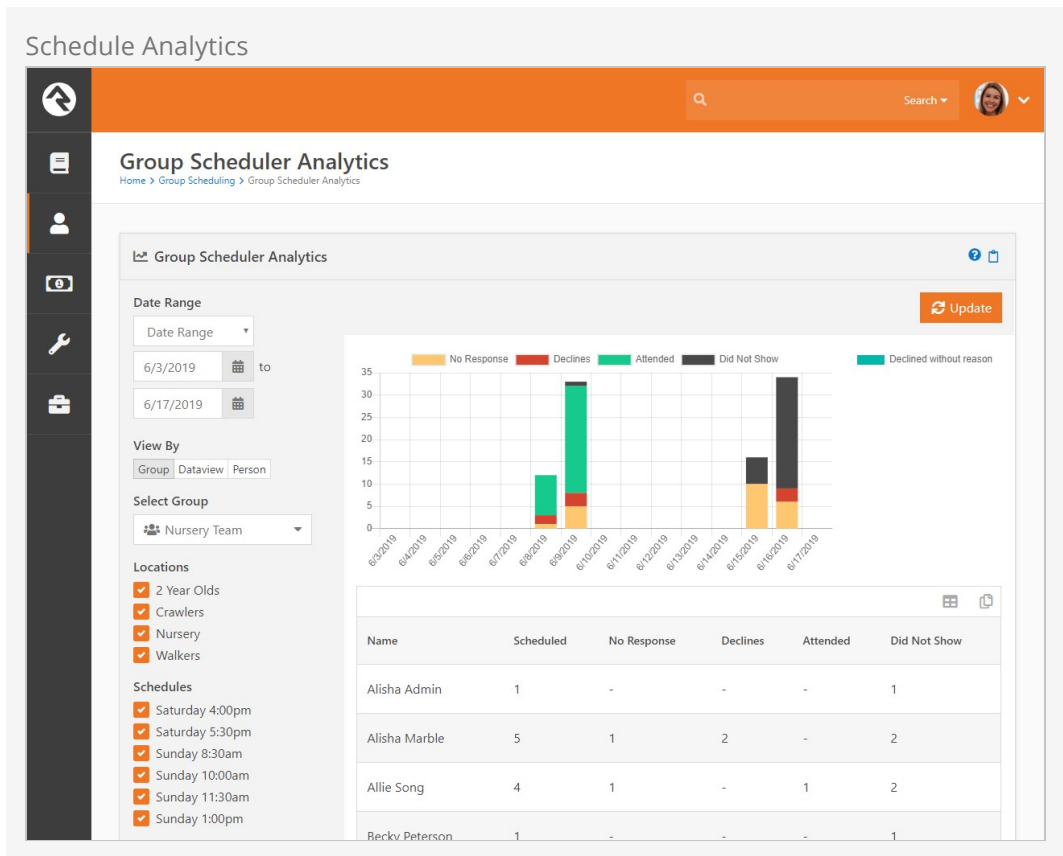 Schedule Analytics
Search
Group Scheduler Analytics
Home > Group Scheduling > Group Scheduler Analytics
Group Scheduler Analytics
Date Range
Update
Date Range
6/3/2019 to
6/17/2019
View By
Group Dataview Person
Select Group
Nursery Team
Locations
2 Year Olds
Crawlers
Nursery
Walkers
Schedules
Saturday 4:00pm
Saturday 5:30pm
Sunday 8:30am
Sunday 10:00am
Sunday 11:30am
Sunday 1:00pm
No Response Declines Attended Did Not Show Declined without reason
35
30
25
20
15
10
5
0
6/3/2019 6/4/2019 6/5/2019 6/6/2019 6/7/2019 6/8/2019 6/9/2019 6/10/2019 6/11/2019 6/12/2019 6/13/2019 6/14/2019 6/15/2019 6/16/2019 6/17/2019
Name Scheduled No Response Declines Attended Did Not Show
Alisha Admin 1 - - - 1
Alisha Marble 5 1 2 - 2
Allie Song 4 1 - 1 2
Becky Peterson 1 - - - 1